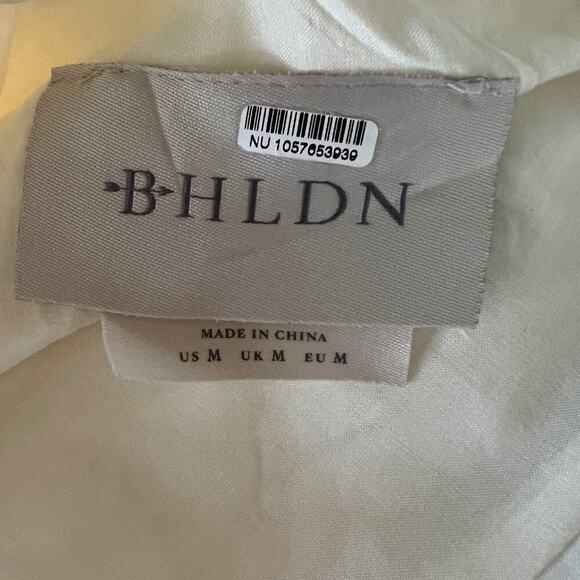 NU 1057653939
BHLDN
MADE IN CHINA
US M UK M EU M